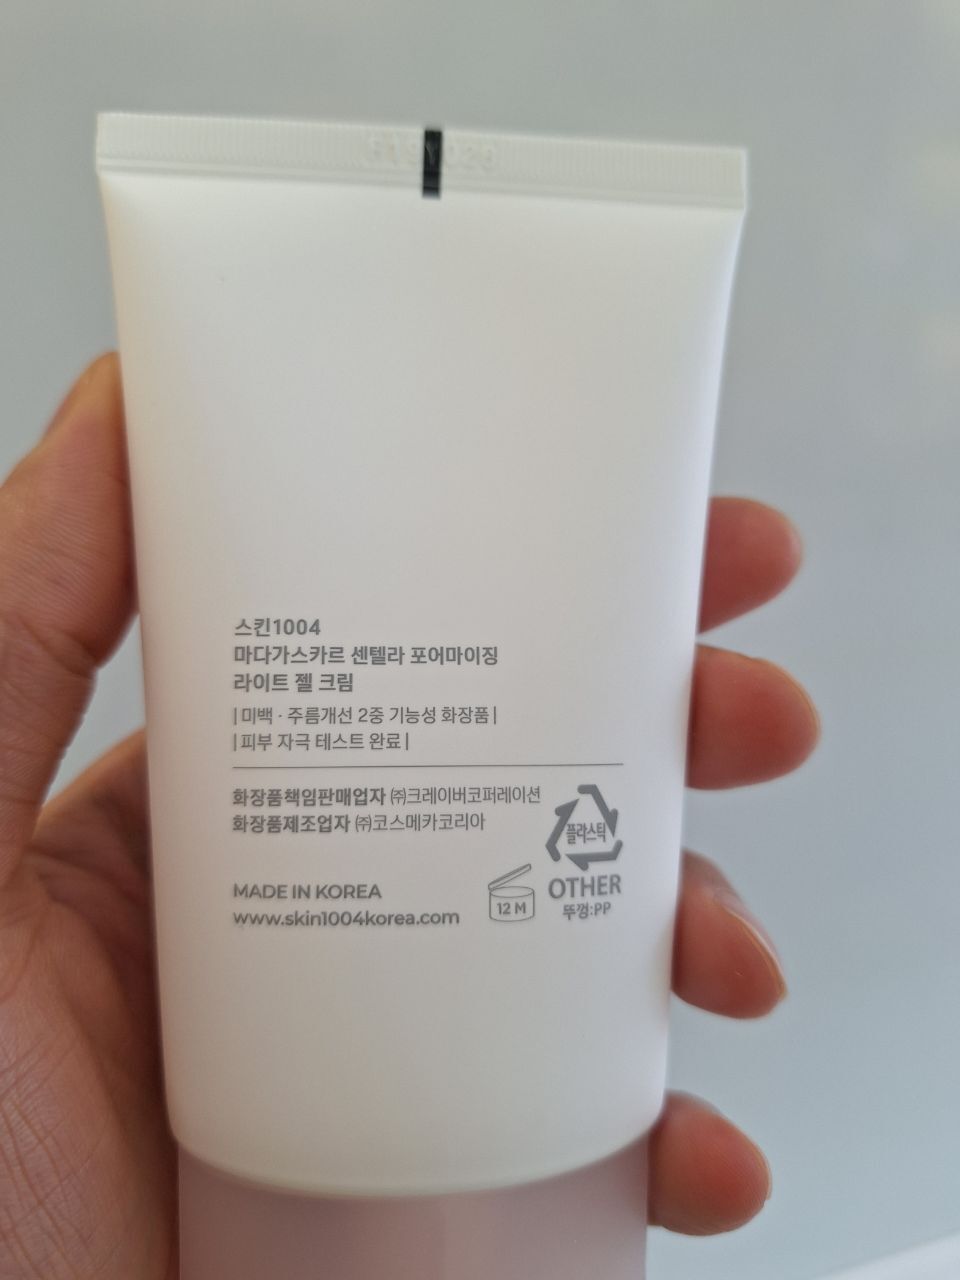 스킨1004
마다가스카르 센텔라 포어마이징
라이트 젤 크림
|미백 · 주름개선 2중 기능성 화장품|
|피부 자극 테스트 완료|
화장품책임판매업자 ㈜크레이버코퍼레이션
화장품제조업자 ㈜코스메카코리아
플라스틱
OTHER
뚜껑:PP
MADE IN KOREA
12 M
www.skin1004korea.com